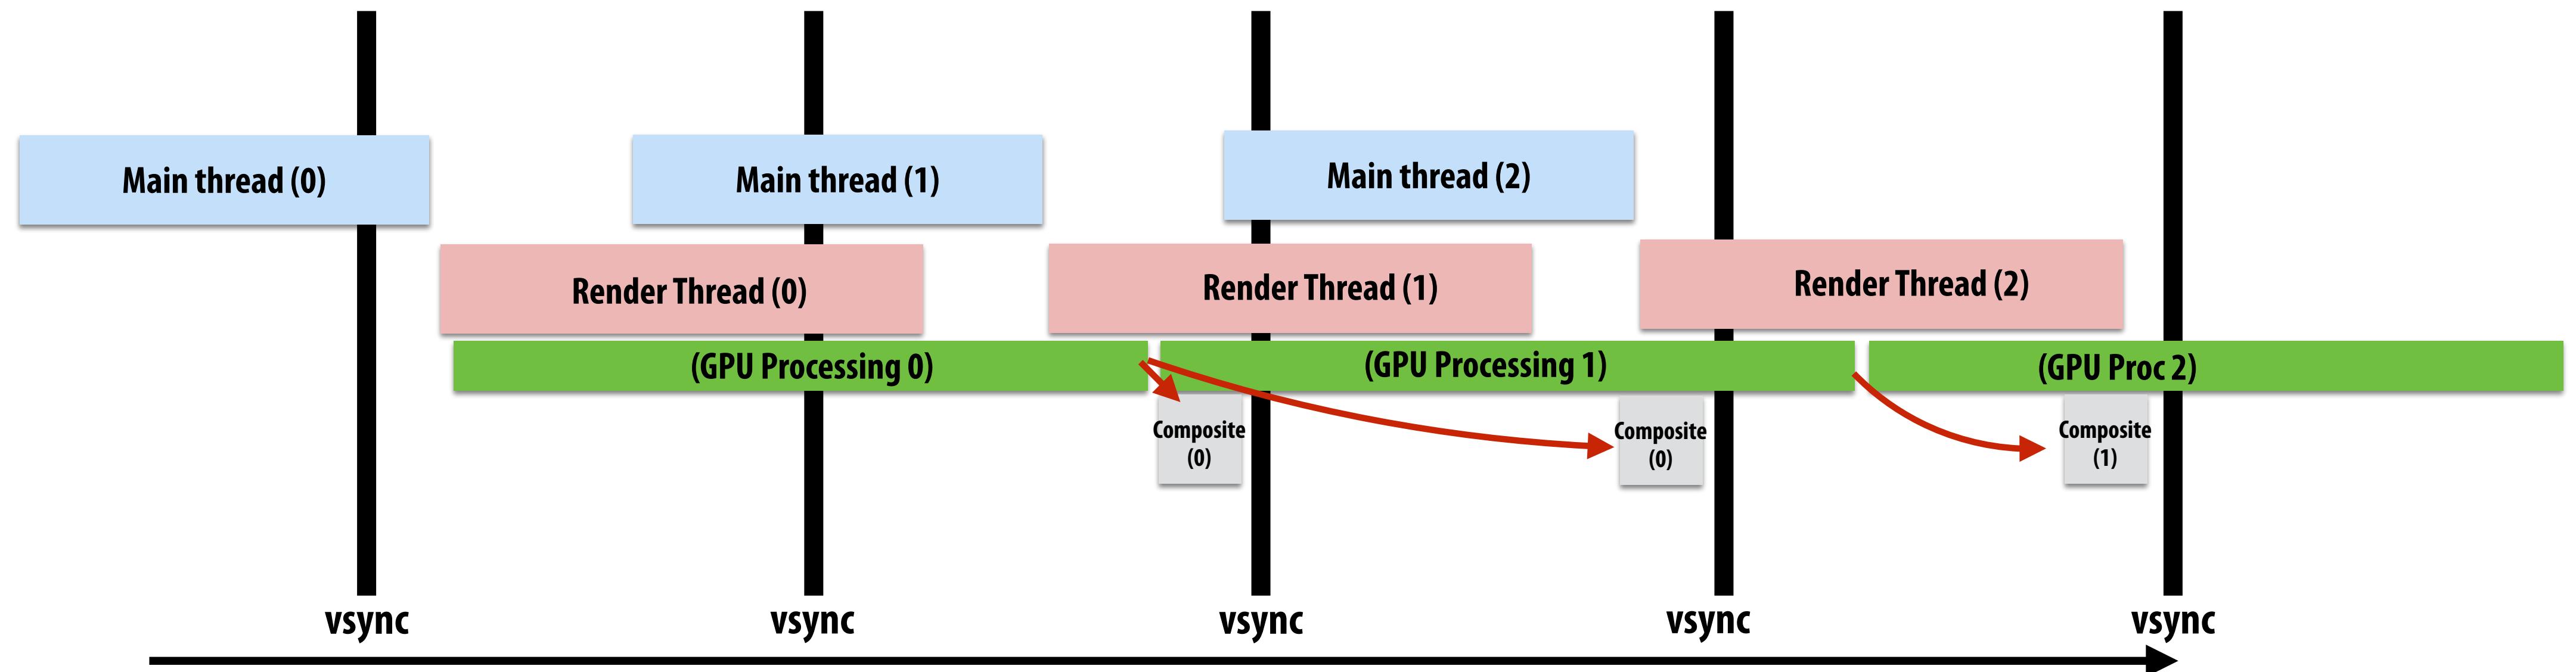 Main thread (0)
Main thread (1)
Main thread (2)
Render Thread (0)
Render Thread (1)
Render Thread (2)
(GPU Processing 0)
(GPU Processing 1)
(GPU Proc 2)
Composite
(0)
Composite
(0)
Composite
(1)
vsync
vsync
vsync
vsync
vsync